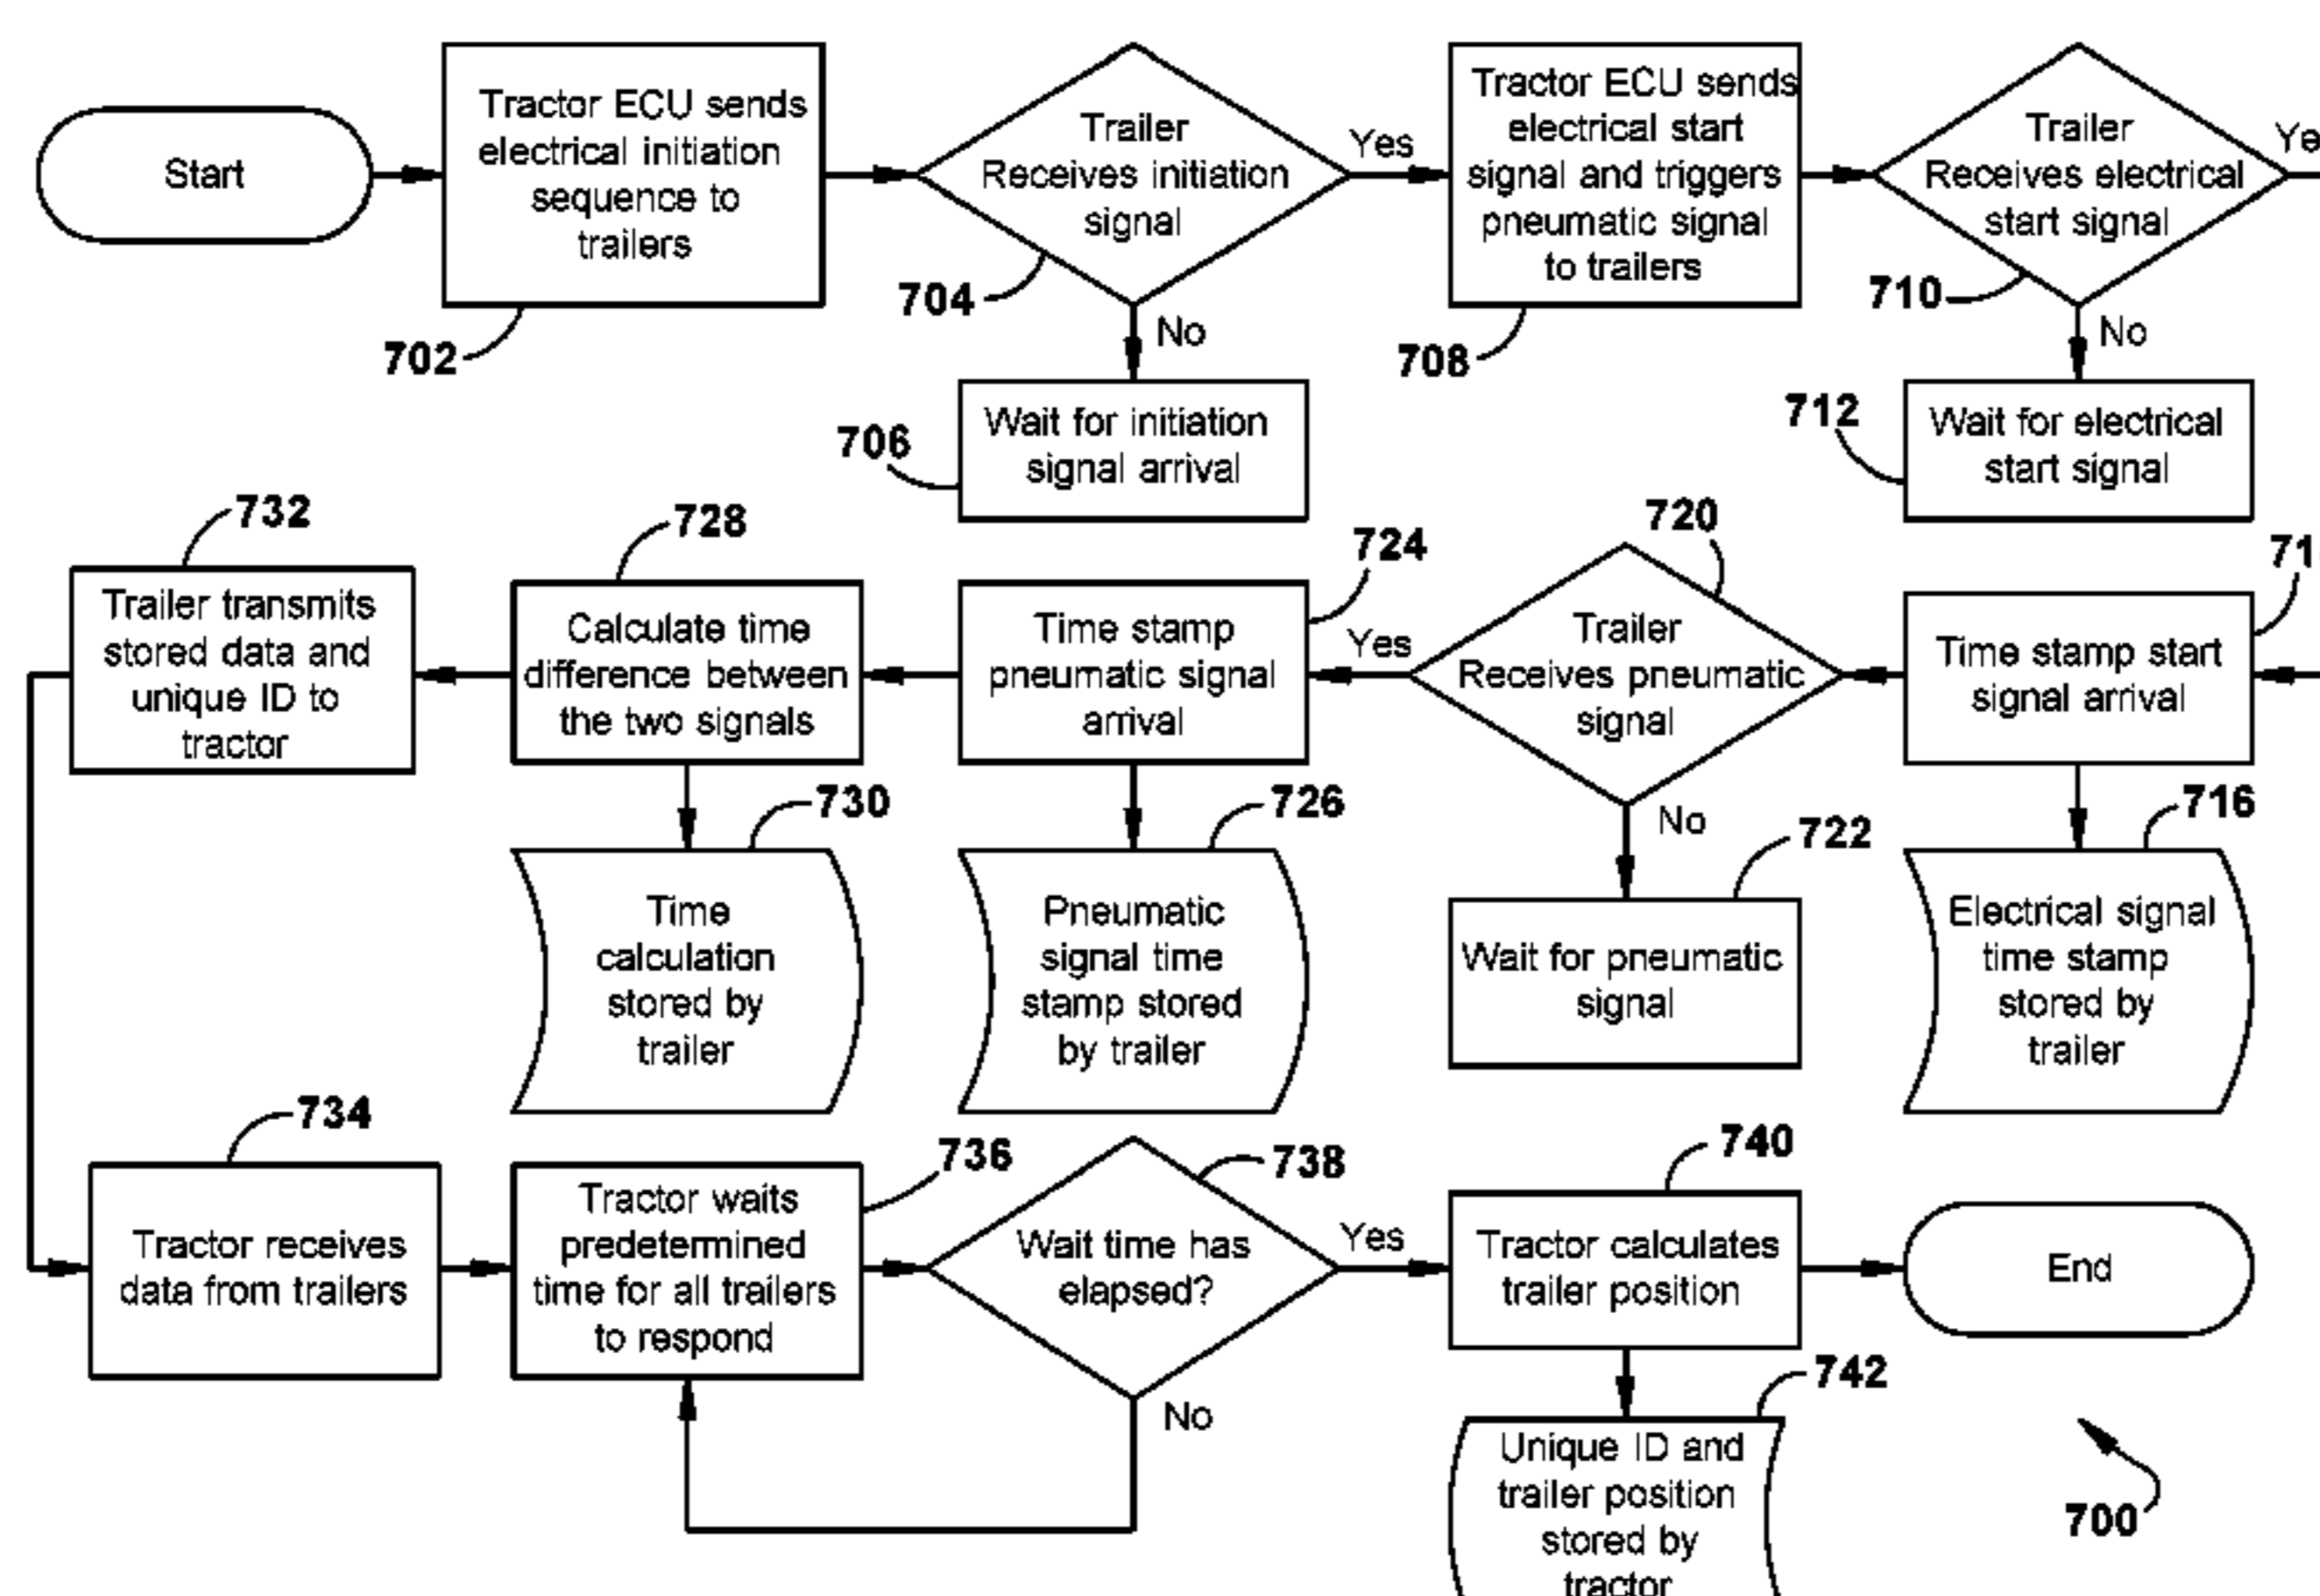 Start
Tractor ECU sends
electrical initiation
sequence to
trailers
702
Trailer
Receives initiation
signal
704
Yes
No
Wait for initiation
signal arrival
706
Tractor ECU sends
electrical start
signal and triggers
pneumatic signal
to trailers
708
Trailer
Receives electrical
start signal
710
No
Wait for electrical
start signal
712
Time stamp start
signal arrival
Electrical signal
time stamp
stored by
trailer
716
Trailer
Receives pneumatic
signal
720
Yes
No
Wait for pneumatic
signal
722
Time stamp
pneumatic signal
arrival
724
Pneumatic
signal time
stamp stored
by trailer
726
Calculate time
difference between
the two signals
728
Time
calculation
stored by
trailer
730
Trailer transmits
stored data and
unique ID to
tractor
732
Tractor receives
data from trailers
734
Tractor waits
predetermined
time for all trailers
to respond
736
Wait time has
elapsed?
738
Yes
No
Tractor calculates
trailer position
740
Unique ID and
trailer position
stored by
tractor
742
End
700